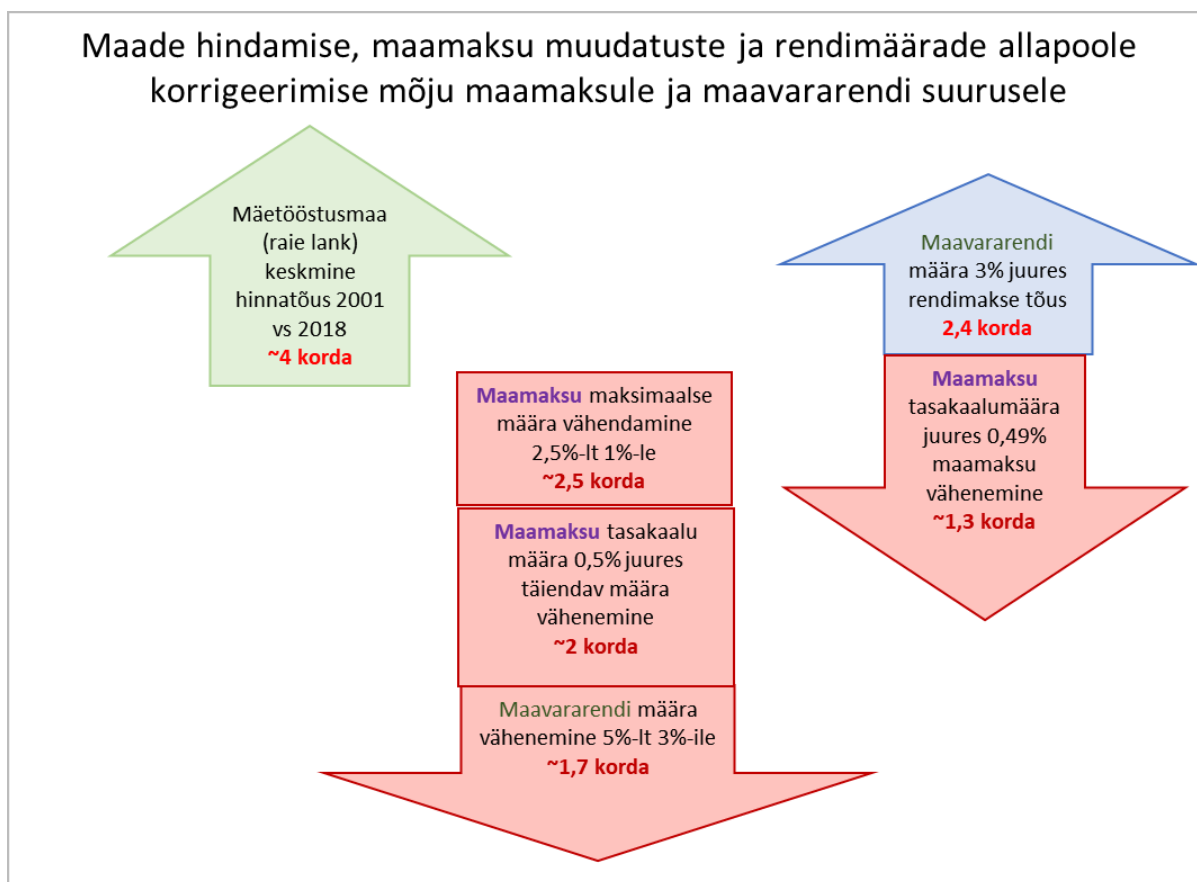 Maade hindamise, maamaksu muudatuste ja rendimäärade allapoole
korrigeerimise mõju maamaksule ja maavararendi suurusele
Mäetööstusmaa
(raie lank)
keskmine
hinnatõus 2001
vs 2018
~4 korda
Maamaksu maksimaalse
määra vähendamine
2,5%-lt 1%-le
~2,5 korda
Maamaksu tasakaalu
määra 0,5% juures
täiendav määra
vähenemine
~2 korda
Maavararendi määra
vähenemine 5%-lt 3%-ile
~1,7 korda
Maavararendi
määra 3% juures
rendimakse tõus
2,4 korda
Maamaksu
tasakaalumäära
juures 0,49%
maamaksu
vähenemine
~1,3 korda